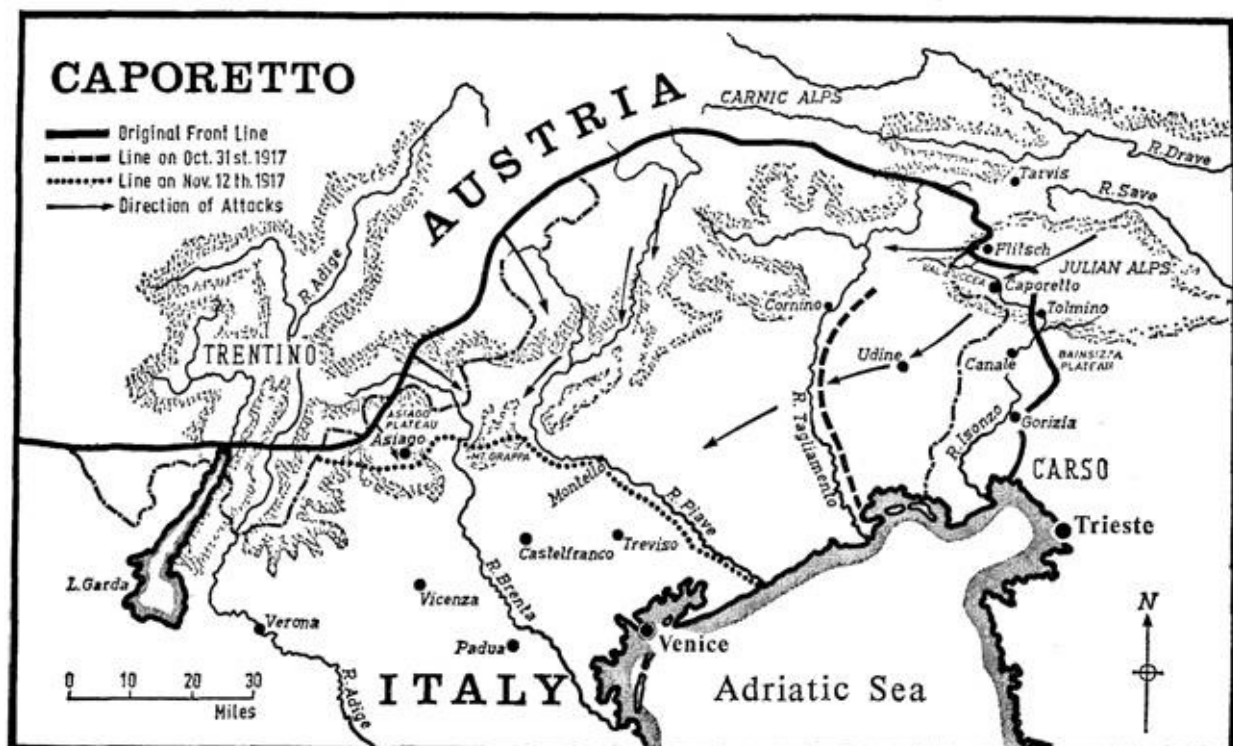 CAPORETTO
Original Front Line
Line on Oct. 31st. 1917
Line on Nov. 12th. 1917
Direction of Attacks
AUSTRIA
CARNIC ALPS
R. Drave
Tarvis
R. Save
Flitsch
JULIAN ALPS
VAL D'UCCEA
Caporetto
R. Adige
Cornino
Tolmino
TRENTINO
Udine
Canale
BAINSIZZA
PLATEAU
ASIAGO
PLATEAU
Asiago
R. Tagliamento
R. Isonzo
Gorizia
MT. GRAPPA
Montello
CARSO
R. Piave
Trieste
Castelfranco
Treviso
L. Garda
R. Brenta
Vicenza
N
Verona
Venice
Padua
0 10 20 30
Miles
R. Adige
ITALY
Adriatic Sea